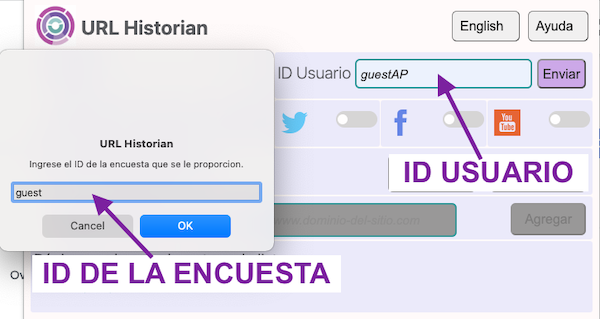 URL Historian
English
Ayuda
ID Usuario
guestAP
Enviar
URL Historian
Ingrese el ID de la encuesta que se le proporcion.
guest
Cancel
OK
You
Tube
ID USUARIO
www.dominio-del-sitio.com
Agregar
ID DE LA ENCUESTA
Ov